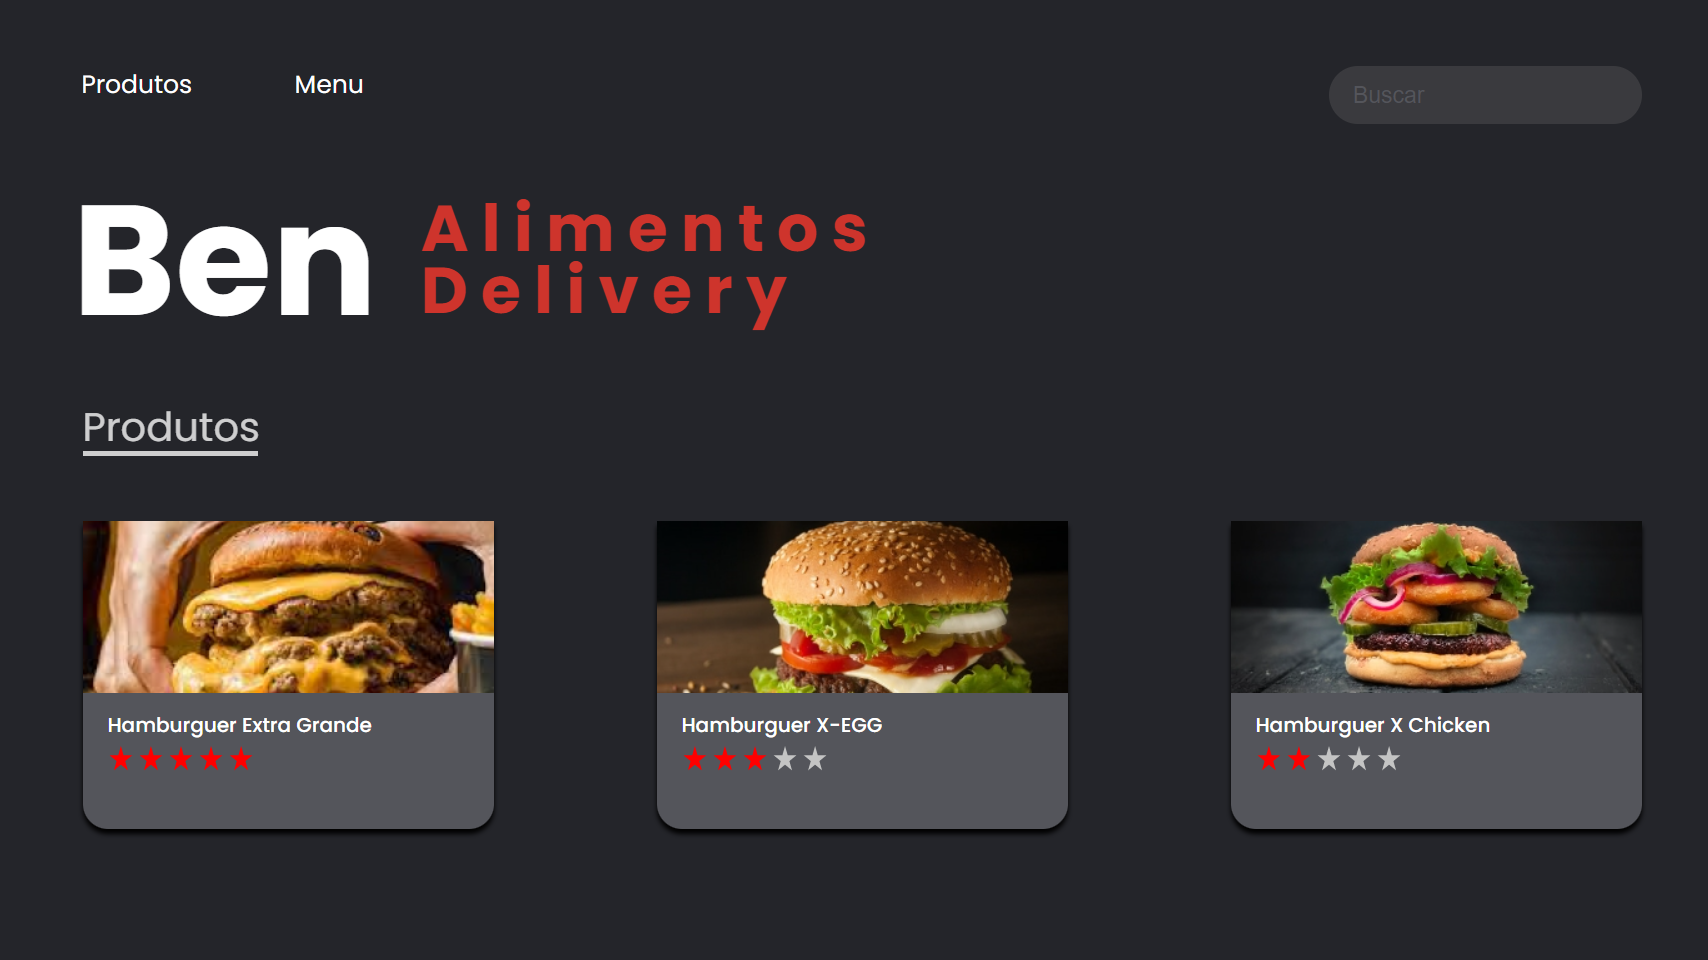 Produtos
Menu
Buscar
Ben
Alimentos
Delivery
Produtos
Hamburguer Extra Grande
Hamburguer X-EGG
Hamburguer X Chicken